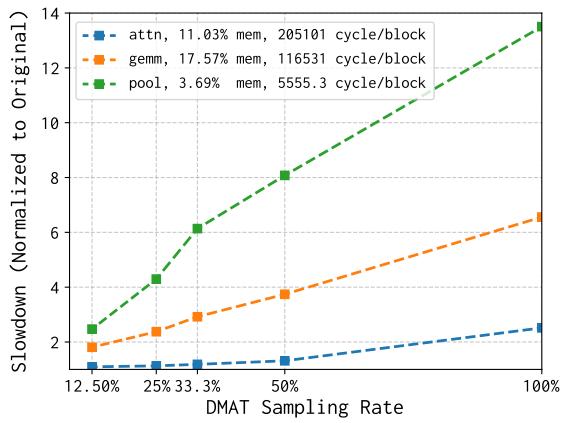 Slowdown (Normalized to Original)
14
12
10
8
6
4
2
attn, 11.03% mem, 205101 cycle/block
gemm, 17.57% mem, 116531 cycle/block
pool, 3.69%  mem, 5555.3 cycle/block
12.50% 25% 33.3% 50% 100%
DMAT Sampling Rate